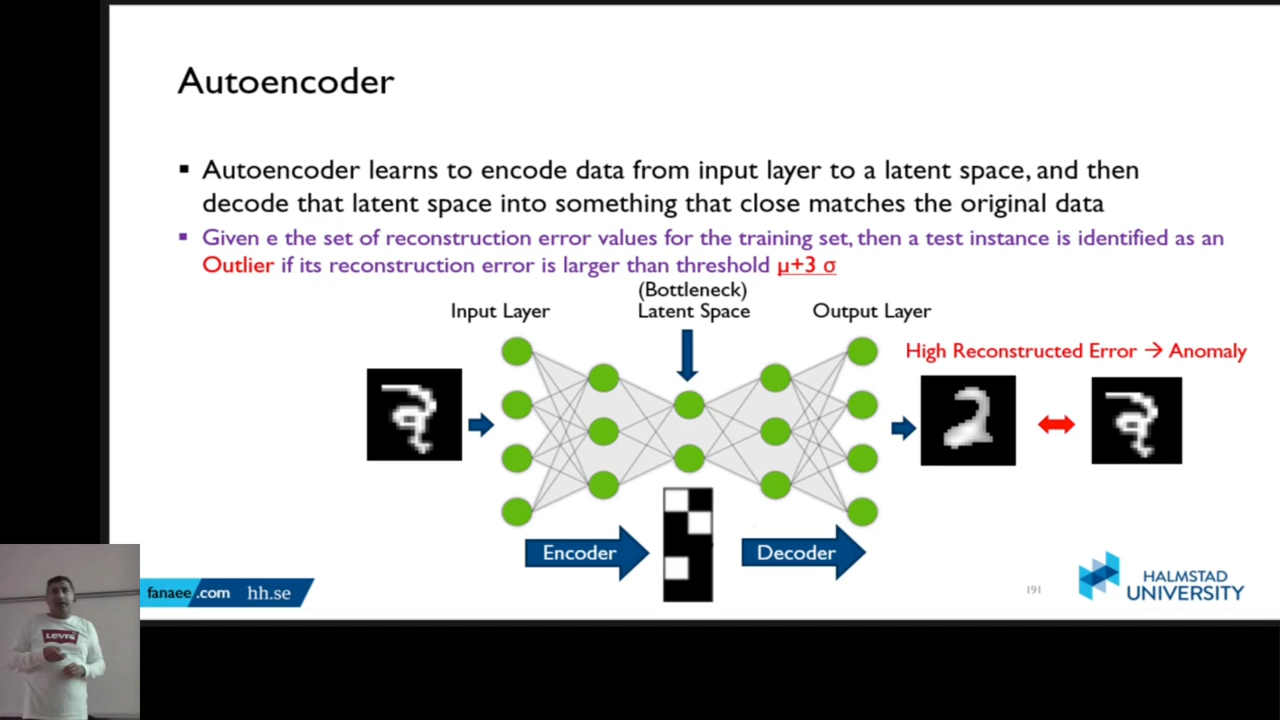 Autoencoder
▪ Autoencoder learns to encode data from input layer to a latent space, and then
decode that latent space into something that close matches the original data
▪ Given e the set of reconstruction error values for the training set, then a test instance is identified as an
Outlier if its reconstruction error is larger than threshold μ+3 σ
(Bottleneck)
Input Layer
Latent Space
Output Layer
High Reconstructed Error → Anomaly
Encoder
Decoder
fanaee.com
hh.se
191
HALMSTAD
UNIVERSITY
LEVI'S